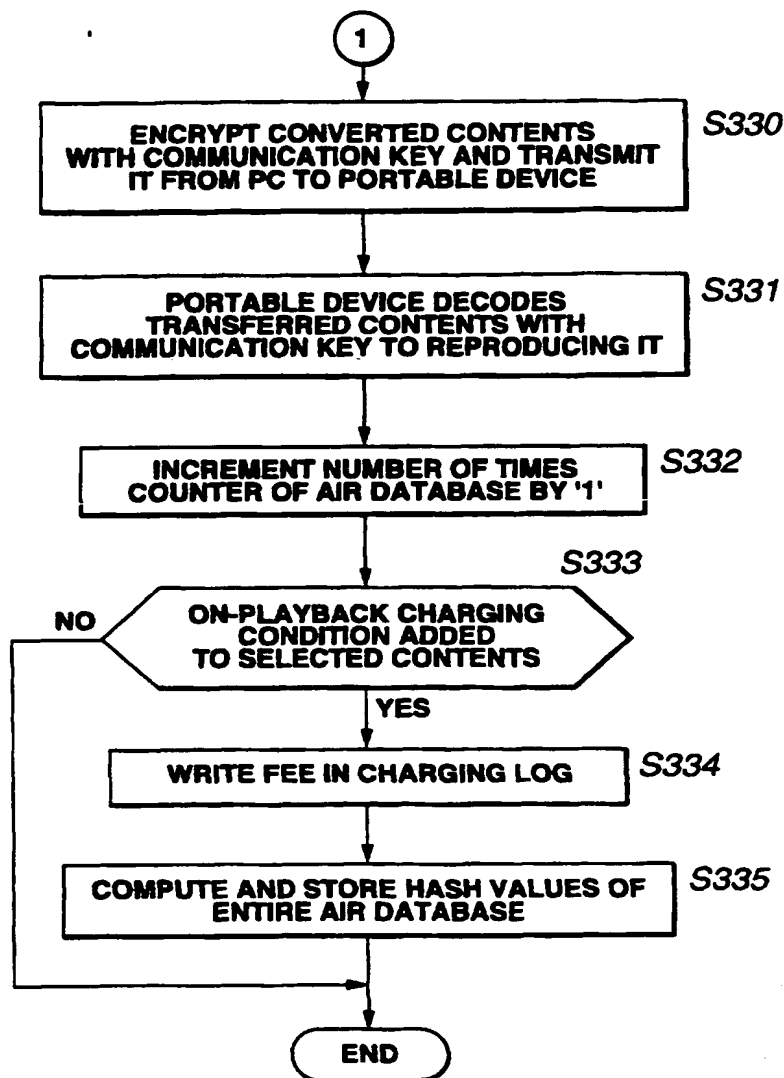 1
ENCRYPT CONVERTED CONTENTS
WITH COMMUNICATION KEY AND TRANSMIT
IT FROM PC TO PORTABLE DEVICE
S330
PORTABLE DEVICE DECODES
TRANSFERRED CONTENTS WITH
COMMUNICATION KEY TO REPRODUCING IT
S331
INCREMENT NUMBER OF TIMES
COUNTER OF AIR DATABASE BY '1'
S332
S333
ON-PLAYBACK CHARGING
CONDITION ADDED
TO SELECTED CONTENTS
NO
YES
WRITE FEE IN CHARGING LOG
S334
COMPUTE AND STORE HASH VALUES OF
ENTIRE AIR DATABASE
S335
END